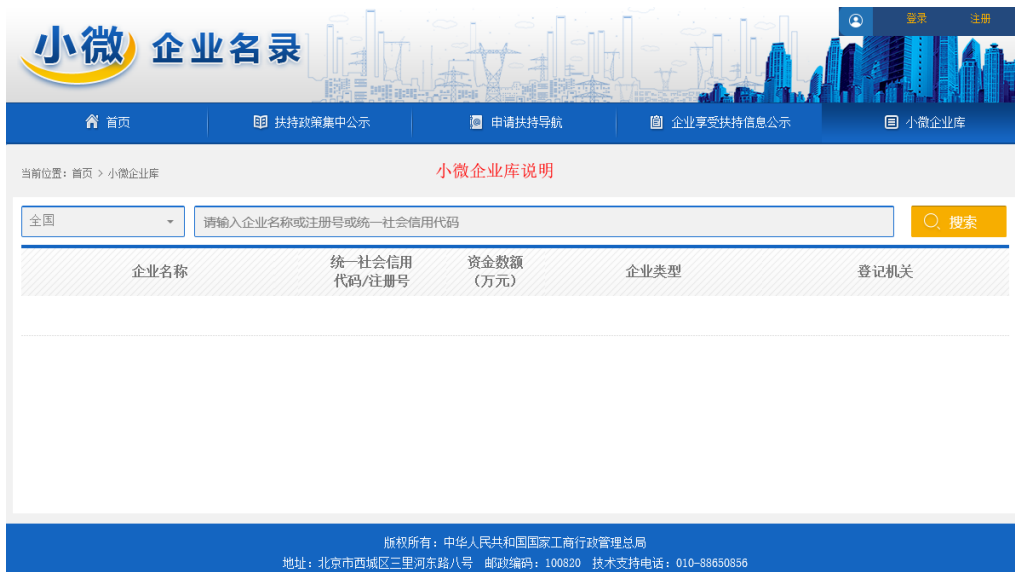 小微 企业名录
登录 注册
首页 扶持政策集中公示 申请扶持导航 企业享受扶持信息公示 小微企业库
当前位置：首页 > 小微企业库
小微企业库说明
全国 请输入企业名称或注册号或统一社会信用代码 搜索
企业名称 统一社会信用代码/注册号 资金数额（万元） 企业类型 登记机关
版权所有：中华人民共和国国家工商行政管理总局
地址：北京市西城区三里河东路八号 邮政编码：100820 技术支持电话：010-88650856